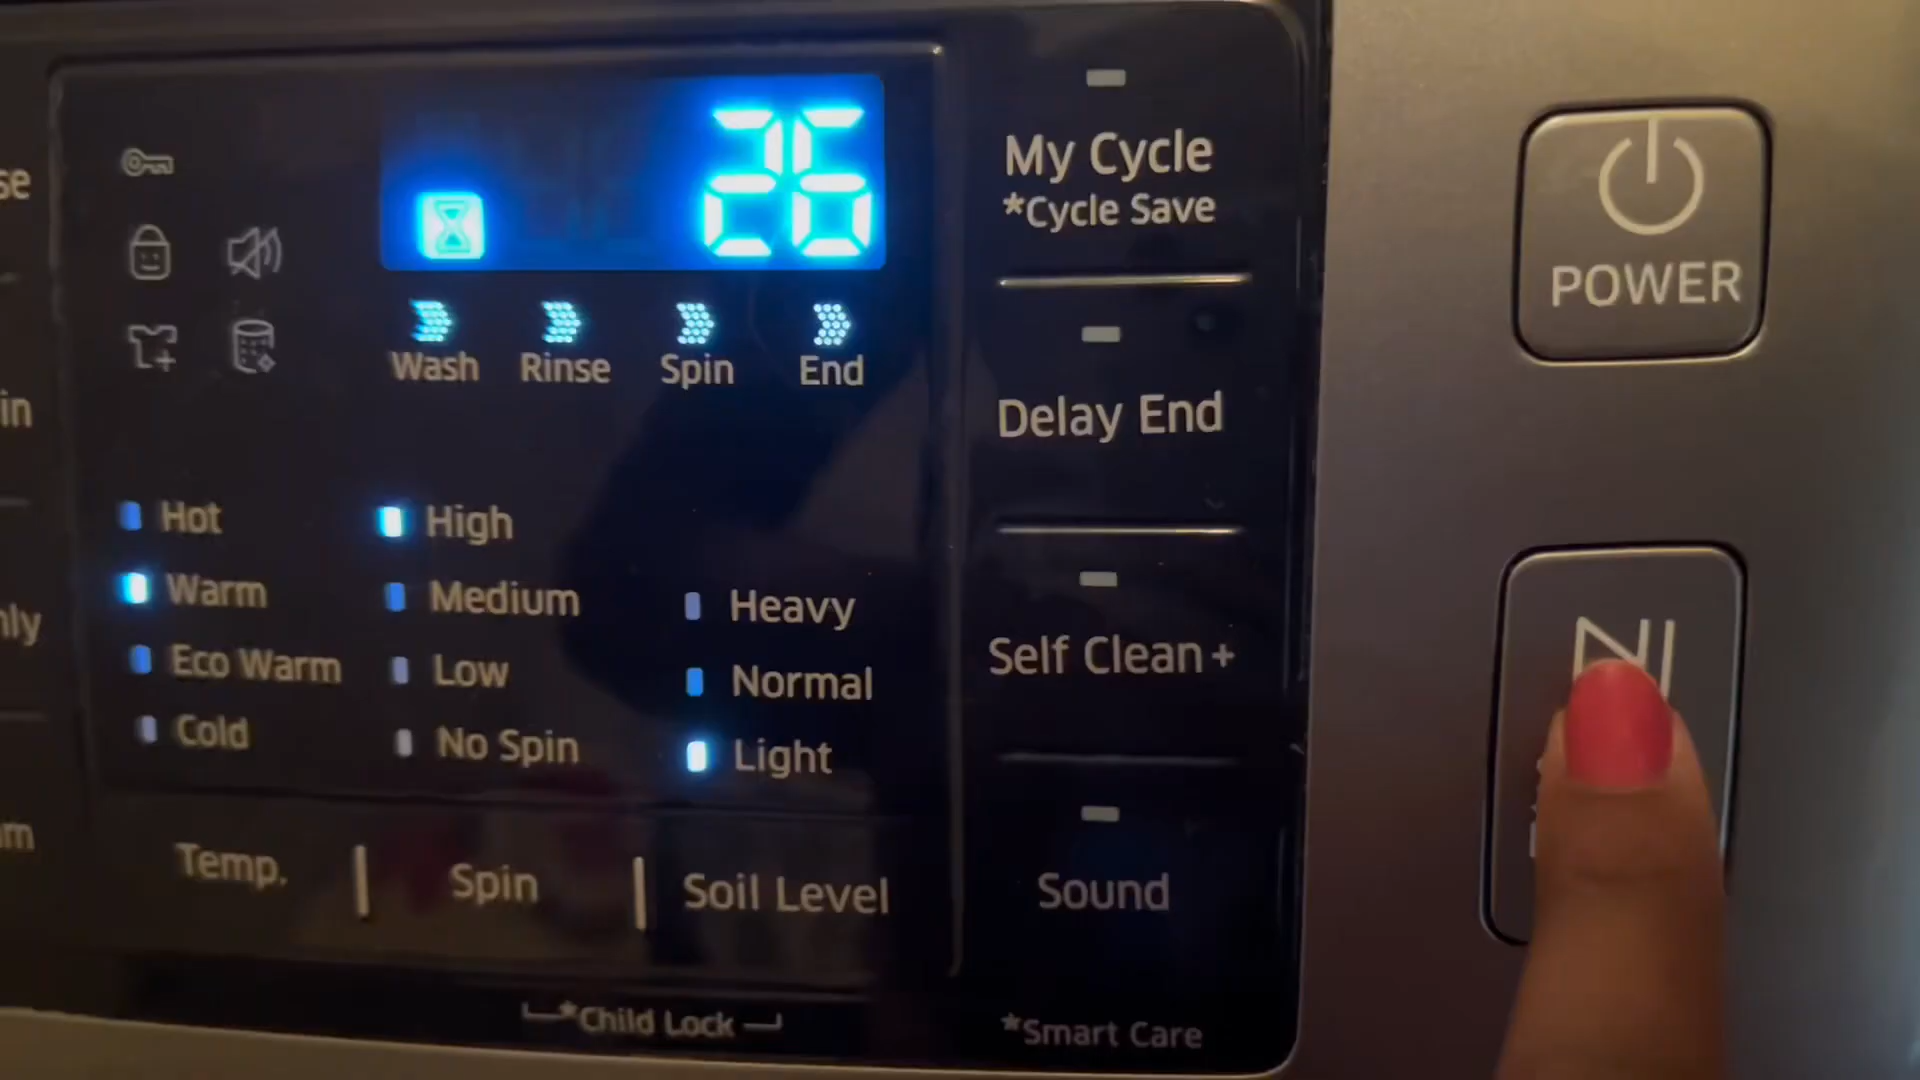 26
My Cycle
*Cycle Save
POWER
Wash Rinse Spin End
Delay End
Hot High
Warm Medium Heavy
Eco Warm Low Normal
Cold No Spin Light
Self Clean+
Temp. Spin Soil Level
Sound
*Child Lock
*Smart Care